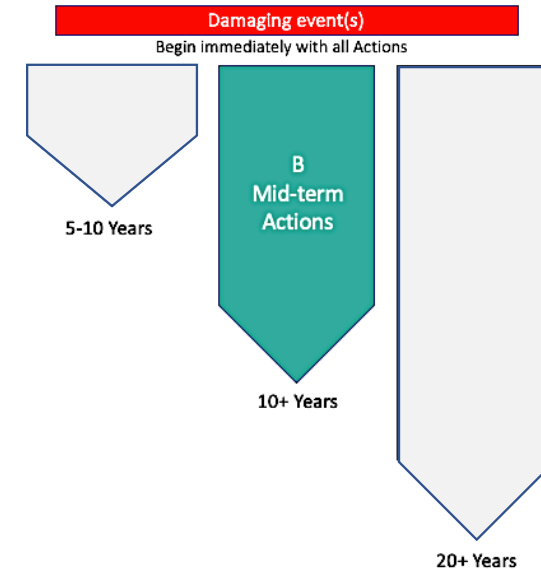 Damaging event(s)
Begin immediately with all Actions
B
Mid-term
Actions
5-10 Years
10+ Years
20+ Years